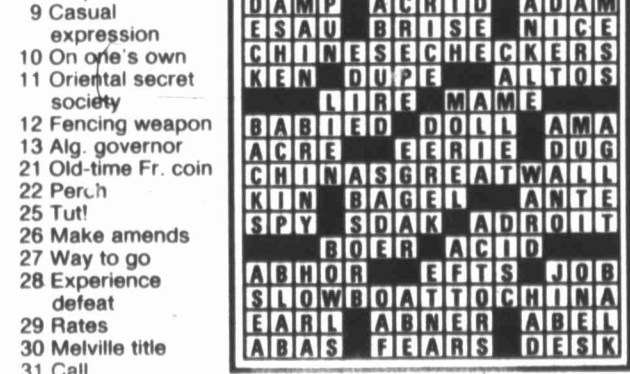 9 Casual
expression
10 On one's own
11 Oriental secret
society
12 Fencing weapon
13 Alg. governor
21 Old-time Fr. coin
22 Perch
25 Tut!
26 Make amends
27 Way to go
28 Experience
defeat
29 Rates
30 Melville title
31 Call
DAMP ACRID ADAM
ESAU BRISE NICE
CHINESECHECKERS
KEN DUPE ALTOS
LIRE MAME
BABIED DOLL AMA
ACRE EERIE DUG
CHINASGREATWALL
KIN BAGEL ANTE
SPY SDAK ADROIT
BOER ACID
ABHOR EFTS JOB
SLOWBOATTOCHINA
EARL ABNER ABEL
ABAS FEARS DESK